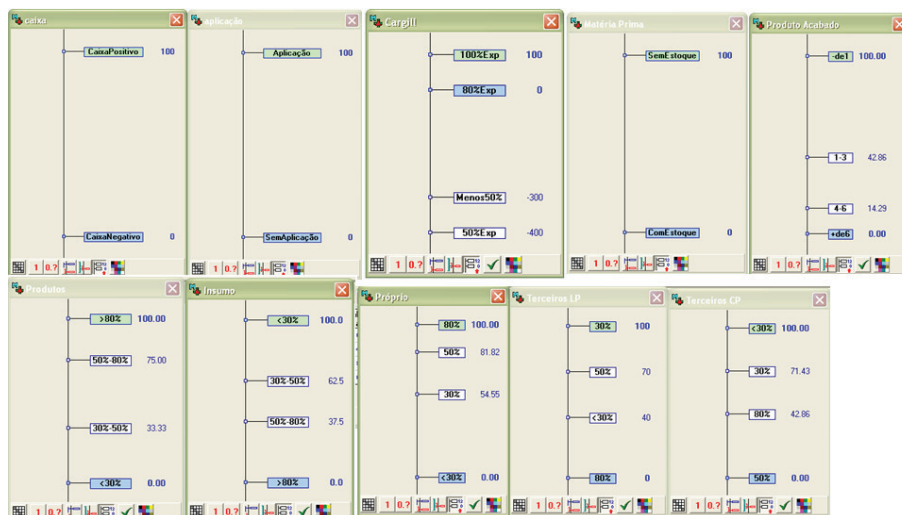 caixa
CaixaPositivo 100
CaixaNegativo 0
aplicação
Aplicação 100
SemAplicação 0
Cargill
100%Exp 100
80%Exp 0
Menos50% -300
50%Exp -400
Matéria Prima
SemEstoque 100
ComEstoque 0
Produto Acabado
-de1 100.00
1-3 42.86
4-6 14.29
+de6 0.00
Produtos
>80% 100.00
50%-80% 75.00
30%-50% 33.33
<30% 0.00
Insumo
<30% 100.0
30%-50% 62.5
50%-80% 37.5
>80% 0.0
Próprio
80% 100.00
50% 81.82
30% 54.55
<30% 0.00
Terceiros LP
30% 100
50% 70
<30% 40
80% 0
Terceiros CP
<30% 100.00
30% 71.43
80% 42.86
50% 0.00